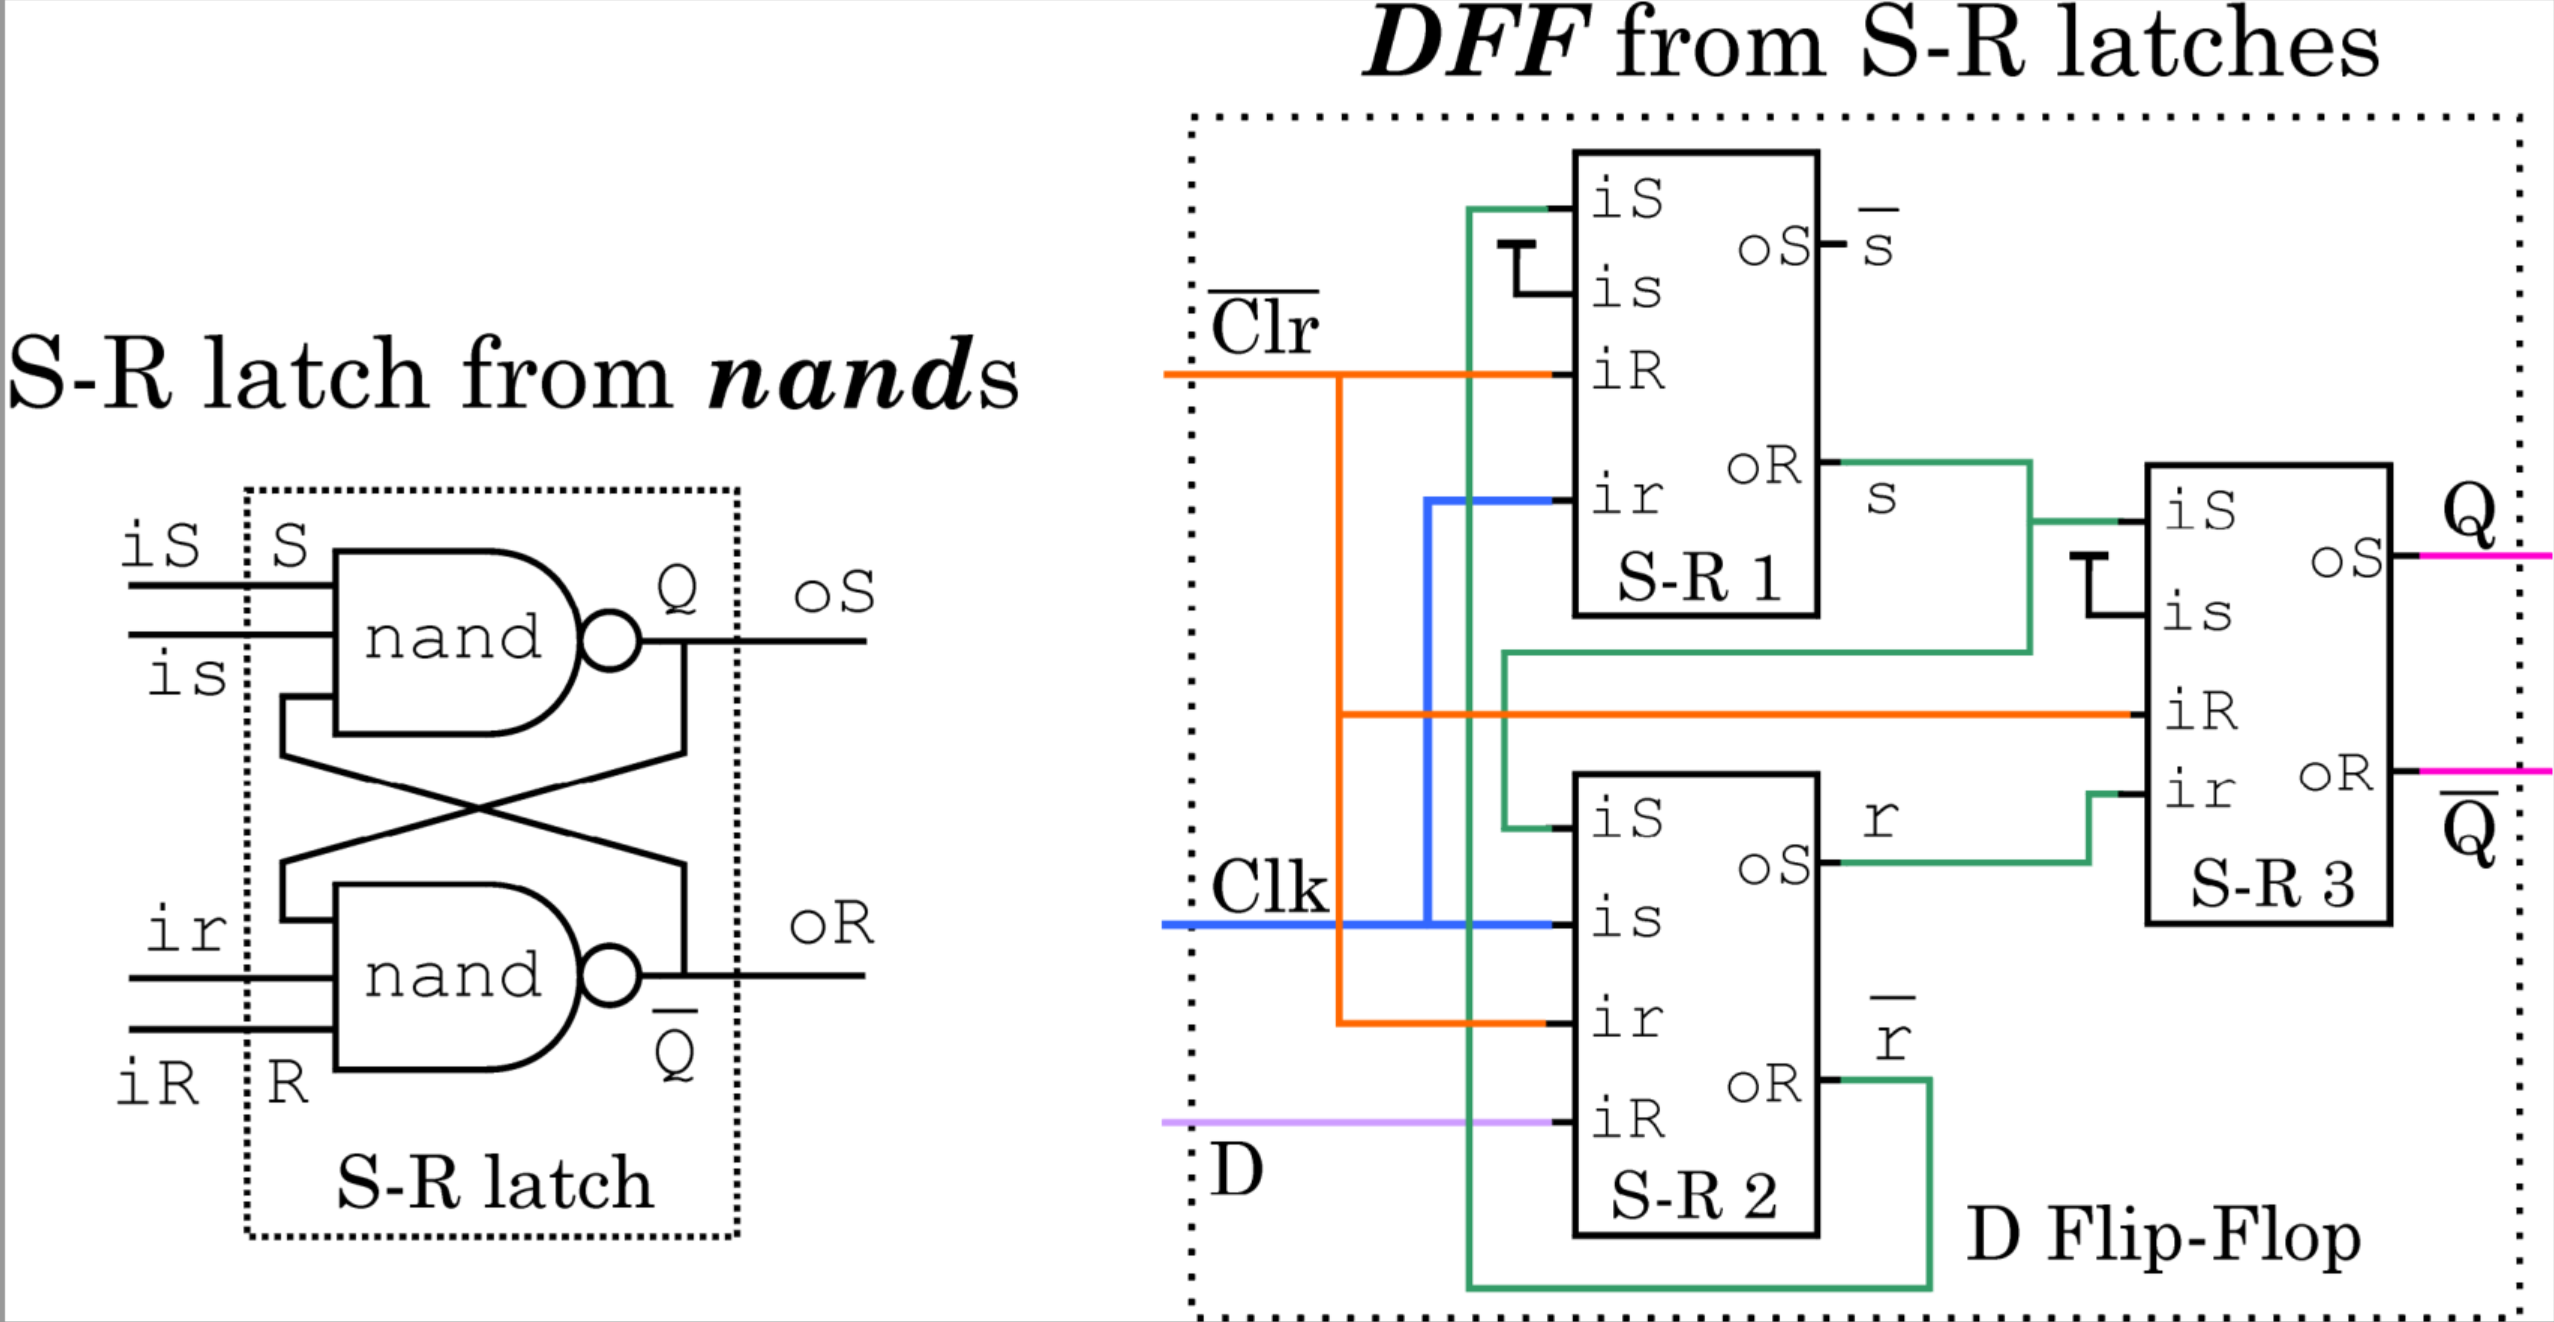 DFF from S-R latches
S-R latch from nands
iS
S
is
nand
Q
oS
ir
iR
R
nand
Q̅
oR
S-R latch
C̅l̅r̅
Clk
D
iS
is
iR
ir
oS
s̅
oR
s
S-R 1
iS
is
ir
iR
oS
r
oR
r̅
S-R 2
iS
is
iR
ir
oS
oR
S-R 3
Q
Q̅
D Flip-Flop